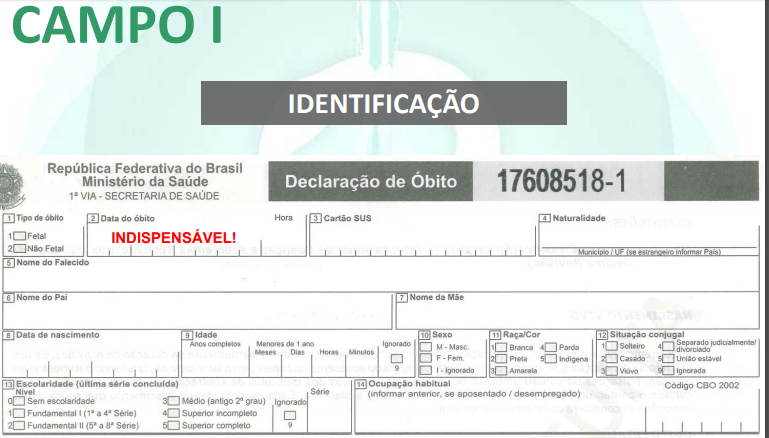 CAMPO I
IDENTIFICAÇÃO
República Federativa do Brasil
Ministério da Saúde
1ª VIA - SECRETARIA DE SAÚDE
Declaração de Óbito
17608518-1
1 Tipo de óbito
1 Fetal
2 Não Fetal
2 Data do óbito
Hora
INDISPENSÁVEL!
3 Cartão SUS
4 Naturalidade
Município / UF (se estrangeiro informar País)
5 Nome do Falecido
6 Nome do Pai
7 Nome da Mãe
8 Data de nascimento
9 Idade
Anos completos
Menores de 1 ano
Meses Dias Horas Minutos
Ignorado
9
10 Sexo
M - Masc.
F - Fem.
I - Ignorado
11 Raça/Cor
1 Branca 4 Parda
2 Preta 5 Indígena
3 Amarela
12 Situação conjugal
1 Solteiro 4 Separado judicialmente/
divorciado
2 Casado 5 União estável
3 Viúvo 9 Ignorada
13 Escolaridade (última série concluída)
Nível
Série
0 Sem escolaridade 3 Médio (antigo 2º grau) Ignorado
1 Fundamental I (1ª a 4ª Série) 4 Superior incompleto
2 Fundamental II (5ª a 8ª Série) 5 Superior completo 9
14 Ocupação habitual
(informar anterior, se aposentado / desempregado)
Código CBO 2002